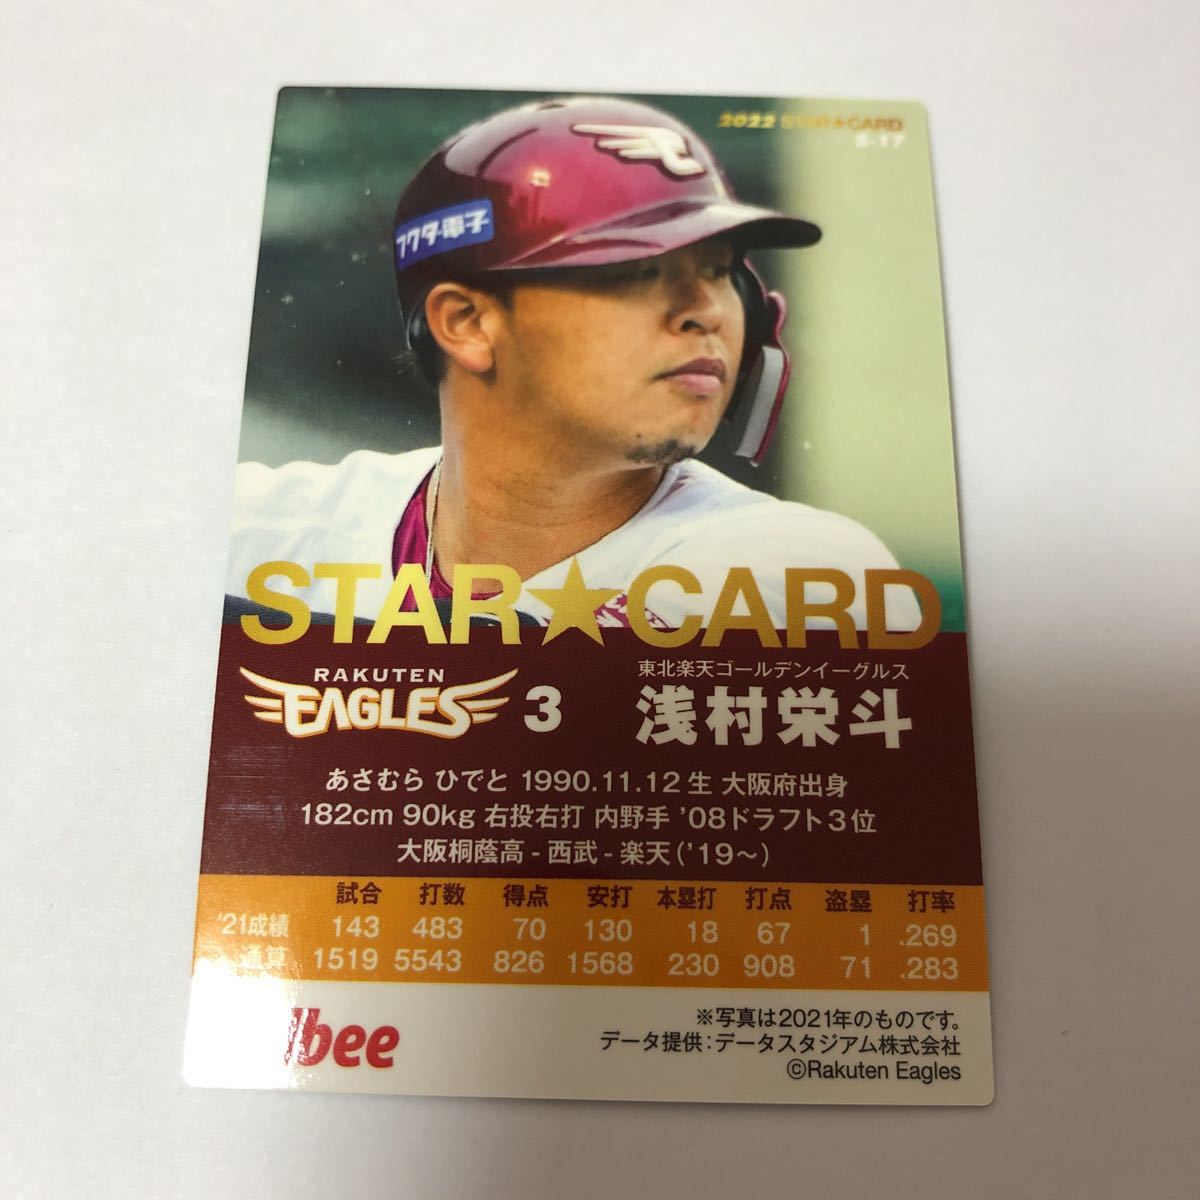 2022 STAR★CARD
S-17
フクダ電子
STAR★CARD
RAKUTEN
EAGLES
3
東北楽天ゴールデンイーグルス
浅村栄斗
あさむら ひでと 1990.11.12生 大阪府出身
182cm 90kg 右投右打 内野手 '08ドラフト3位
大阪桐蔭高 - 西武 - 楽天('19〜)
試合 打数 得点 安打 本塁打 打点 盗塁 打率
'21成績 143 483 70 130 18 67 1 .269
通算 1519 5543 826 1568 230 908 71 .283
※写真は2021年のものです。
データ提供:データスタジアム株式会社
©Rakuten Eagles